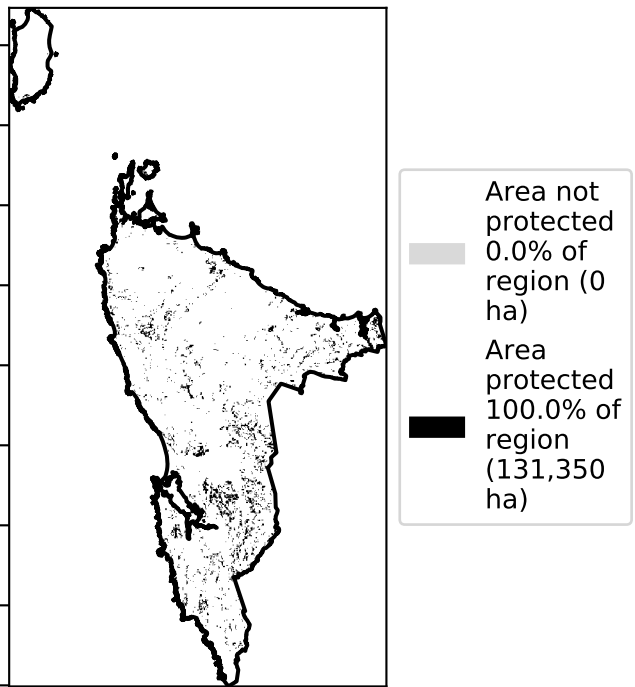 Area not
protected
0.0% of
region (0
ha)
Area
protected
100.0% of
region
(131,350
ha)